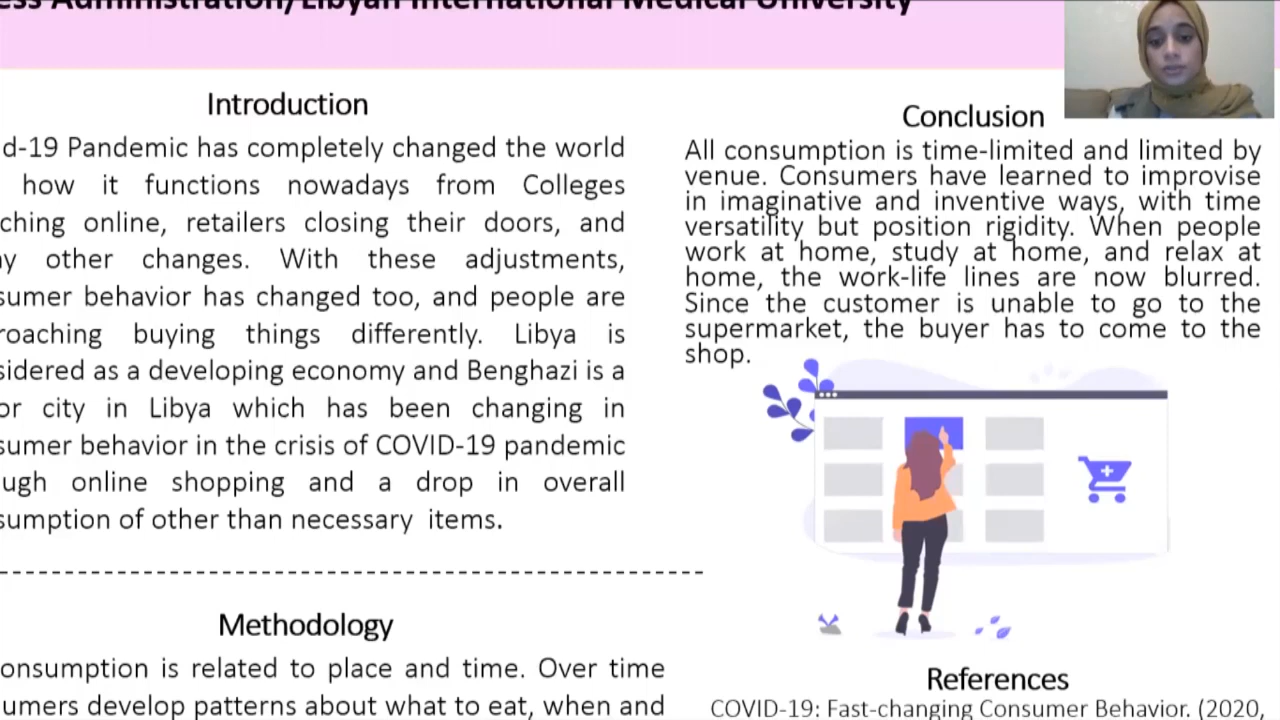 Administration/Libyan International Medical University
Introduction
d-19 Pandemic has completely changed the world
how it functions nowadays from Colleges
ching online, retailers closing their doors, and
y other changes. With these adjustments,
sumer behavior has changed too, and people are
roaching buying things differently. Libya is
sidered as a developing economy and Benghazi is a
or city in Libya which has been changing in
sumer behavior in the crisis of COVID-19 pandemic
ugh online shopping and a drop in overall
sumption of other than necessary items.
Methodology
onsumption is related to place and time. Over time
umers develop patterns about what to eat, when and
Conclusion
All consumption is time-limited and limited by
venue. Consumers have learned to improvise
in imaginative and inventive ways, with time
versatility but position rigidity. When people
work at home, study at home, and relax at
home, the work-life lines are now blurred.
Since the customer is unable to go to the
supermarket, the buyer has to come to the
shop.
References
COVID-19: Fast-changing Consumer Behavior. (2020,